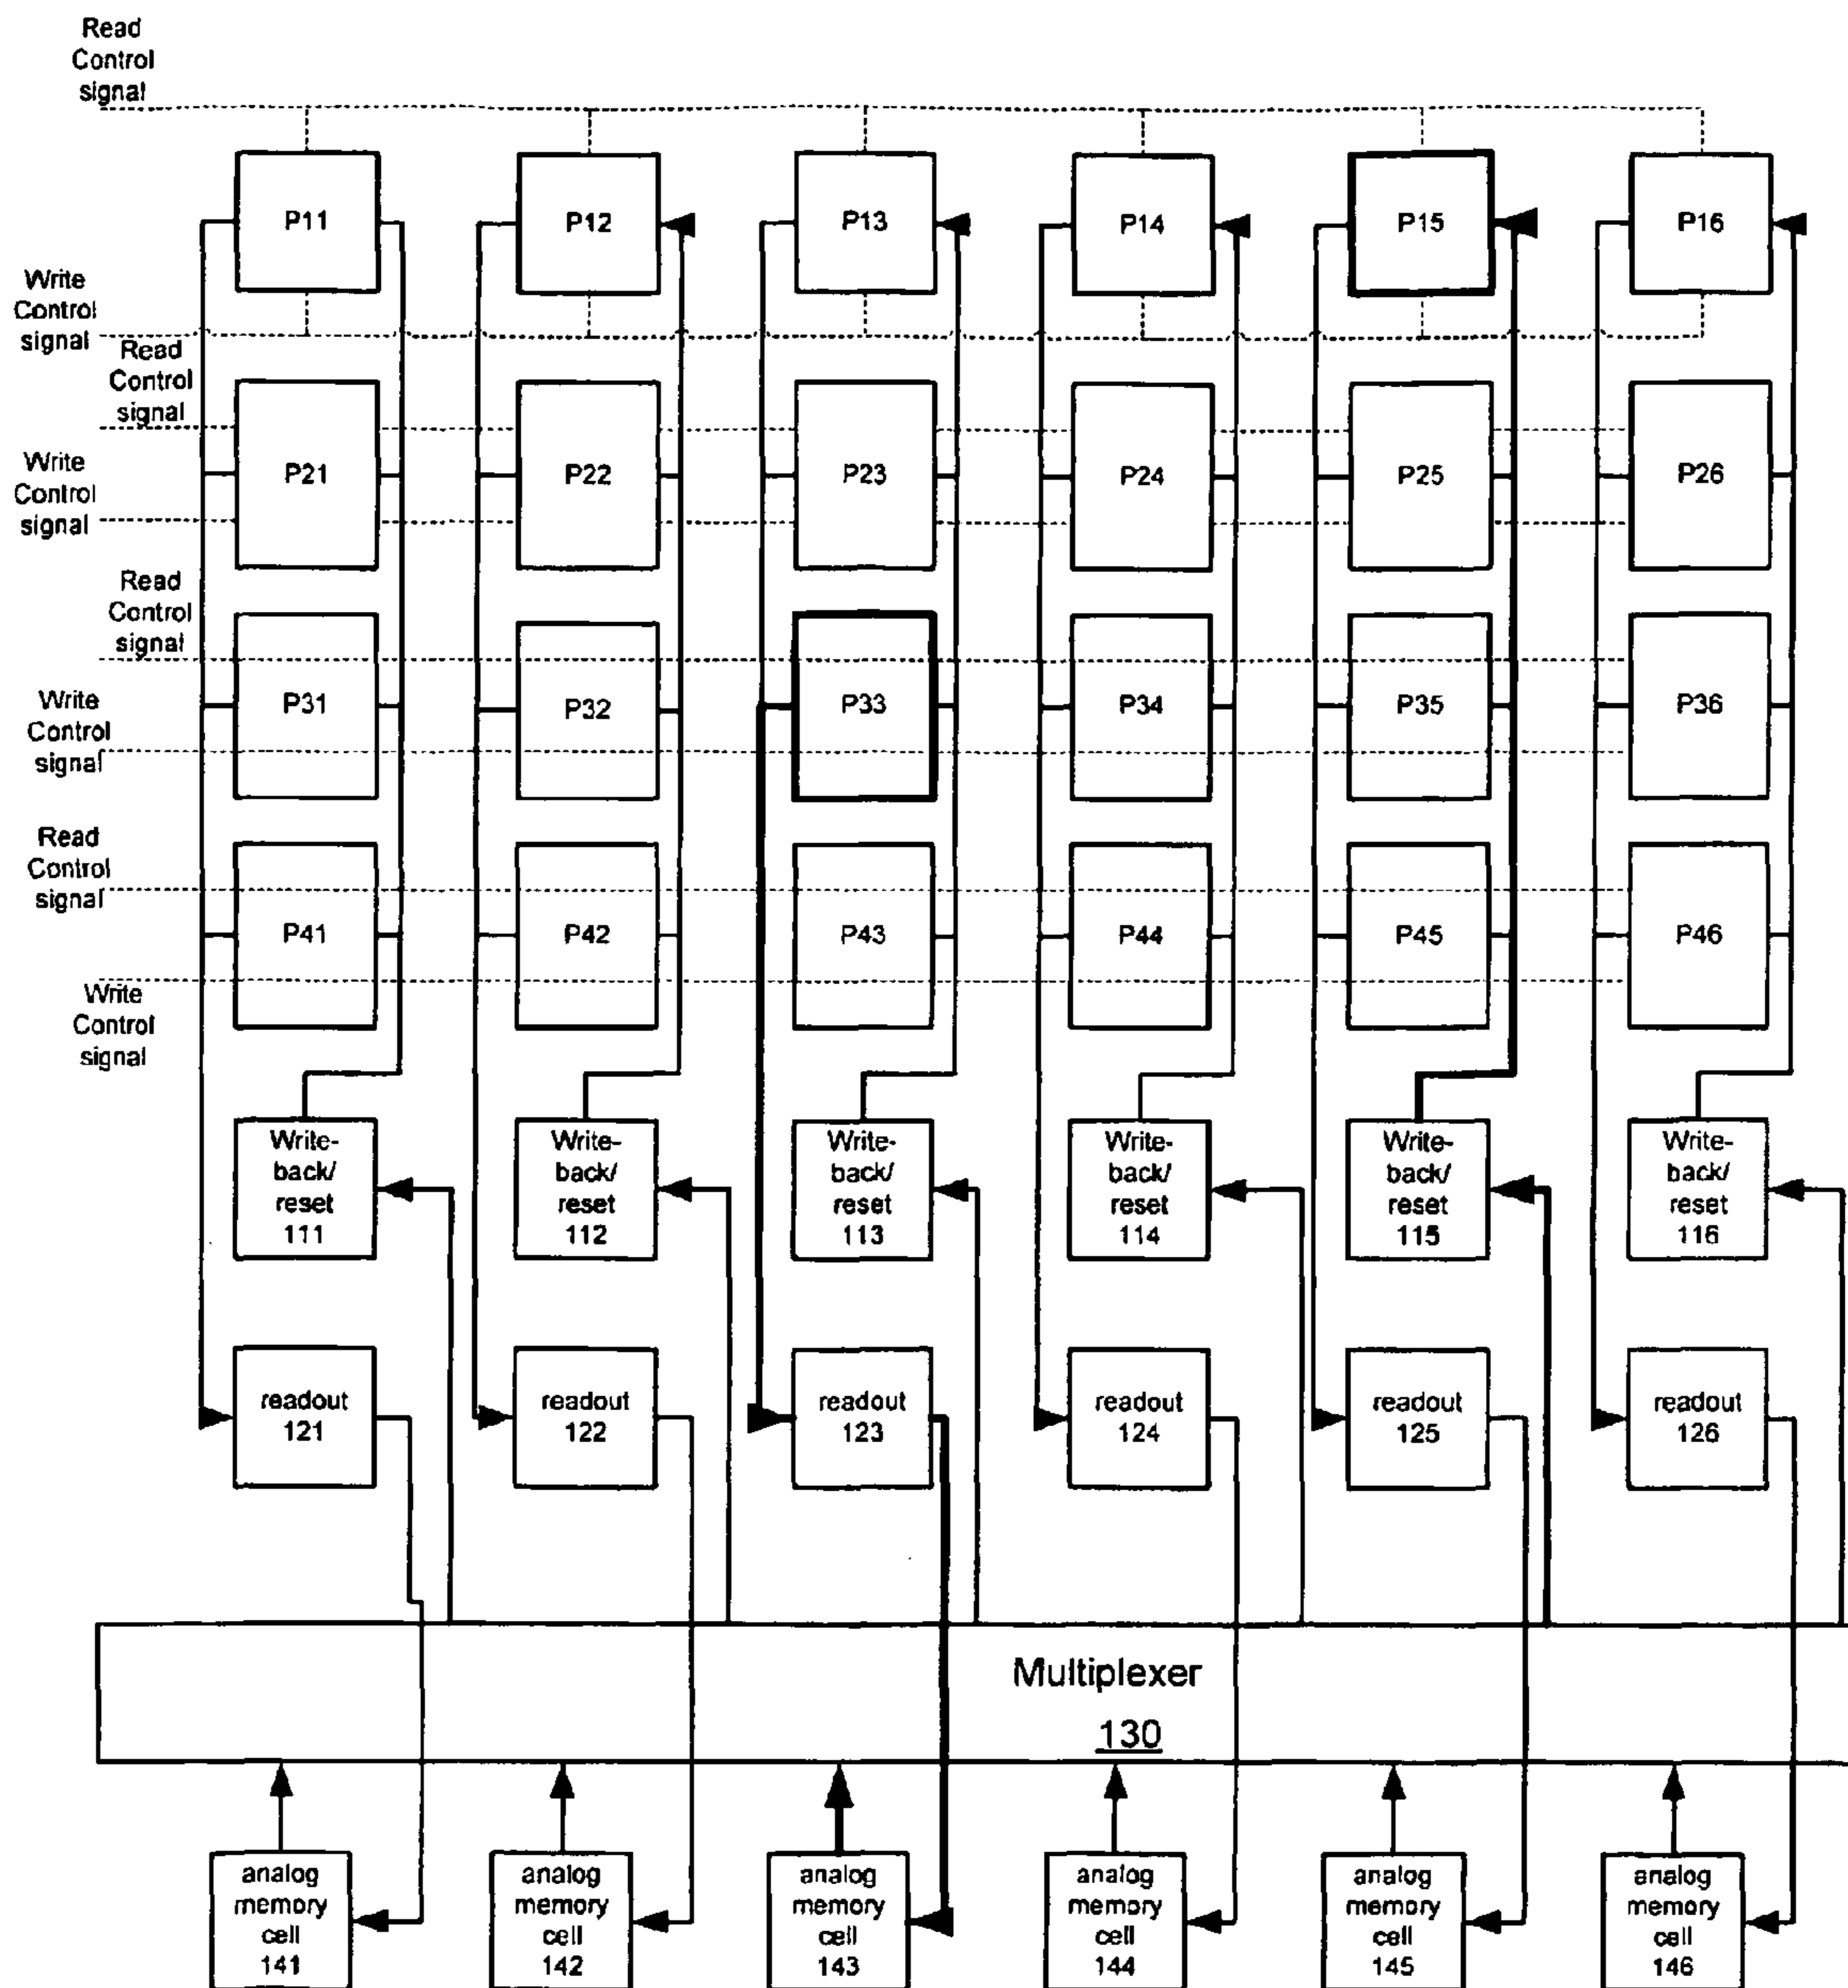 Read
Control
signal
P11
P12
P13
P14
P15
P16
Write
Control
signal
Read
Control
signal
P21
P22
P23
P24
P25
P26
Write
Control
signal
Read
Control
signal
P31
P32
P33
P34
P35
P36
Write
Control
signal
Read
Control
signal
P41
P42
P43
P44
P45
P46
Write
Control
signal
Write-
back/
reset
111
Write-
back/
reset
112
Write-
back/
reset
113
Write-
back/
reset
114
Write-
back/
reset
115
Write-
back/
reset
116
readout
121
readout
122
readout
123
readout
124
readout
125
readout
126
Multiplexer
130
analog
memory
cell
141
analog
memory
cell
142
analog
memory
cell
143
analog
memory
cell
144
analog
memory
cell
145
analog
memory
cell
146